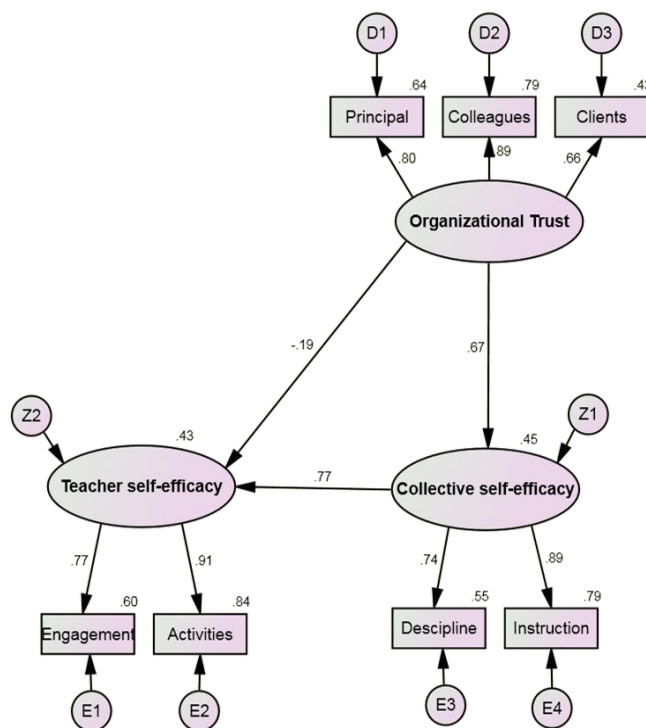 D1
D2
D3
.64
.79
.43
Principal
Colleagues
Clients
.80
.89
.66
Organizational Trust
-.19
.67
Z2
Z1
.43
.45
Teacher self-efficacy
.77
Collective self-efficacy
.77
.91
.74
.89
.60
.84
.55
.79
Engagement
Activities
Descipline
Instruction
E1
E2
E3
E4